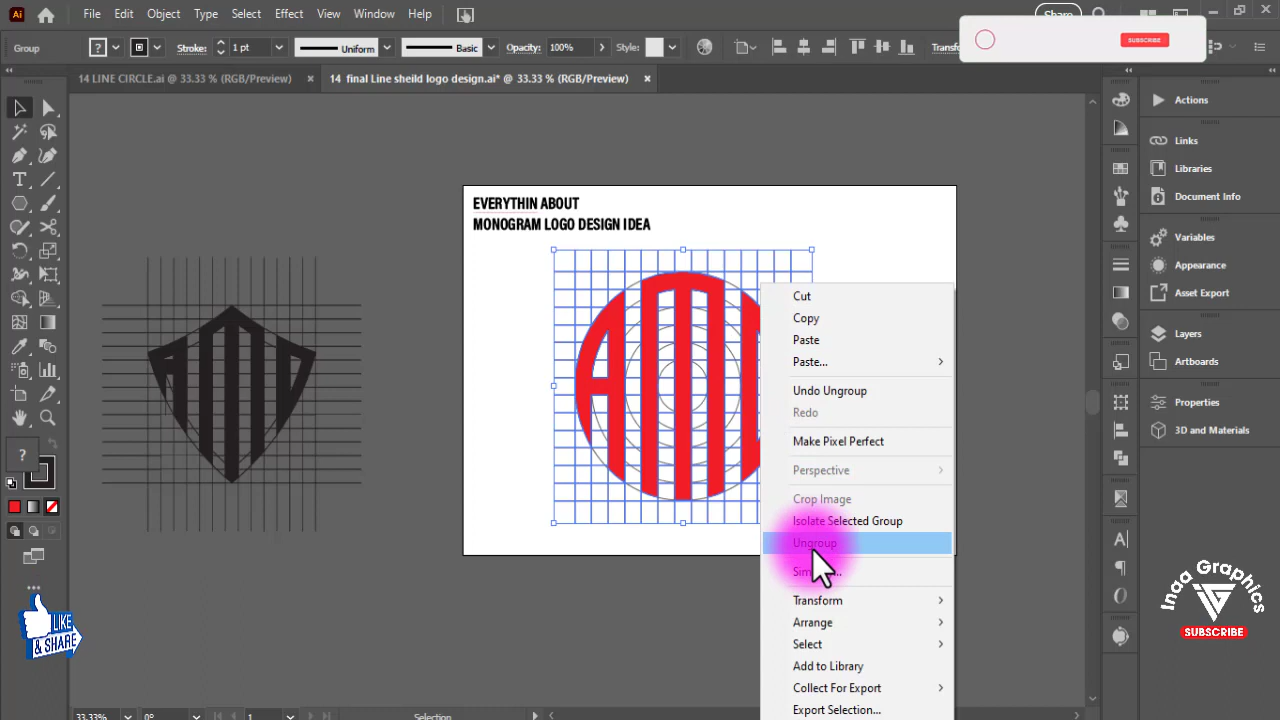 Ai File Edit Object Type Select Effect View Window Help Share
SUBSCRIBE
Group ? Stroke: 1 pt Uniform Basic Opacity: 100% Style: Transfo
14 LINE CIRCLE.ai @ 33.33 % (RGB/Preview) × 14 final Line sheild logo design.ai* @ 33.33 % (RGB/Preview) ×
Actions
Links
Libraries
Document Info
Variables
Appearance
Asset Export
Layers
Artboards
Properties
3D and Materials
EVERYTHIN ABOUT
MONOGRAM LOGO DESIGN IDEA
Cut
Copy
Paste
Paste...
Undo Ungroup
Redo
Make Pixel Perfect
Perspective
Crop Image
Isolate Selected Group
Ungroup
Transform
Arrange
Select
Add to Library
Collect For Export
Export Selection...
?
LIKE
& SHARE
Inaa Graphics
SUBSCRIBE
33.33% 0° 1 Selection